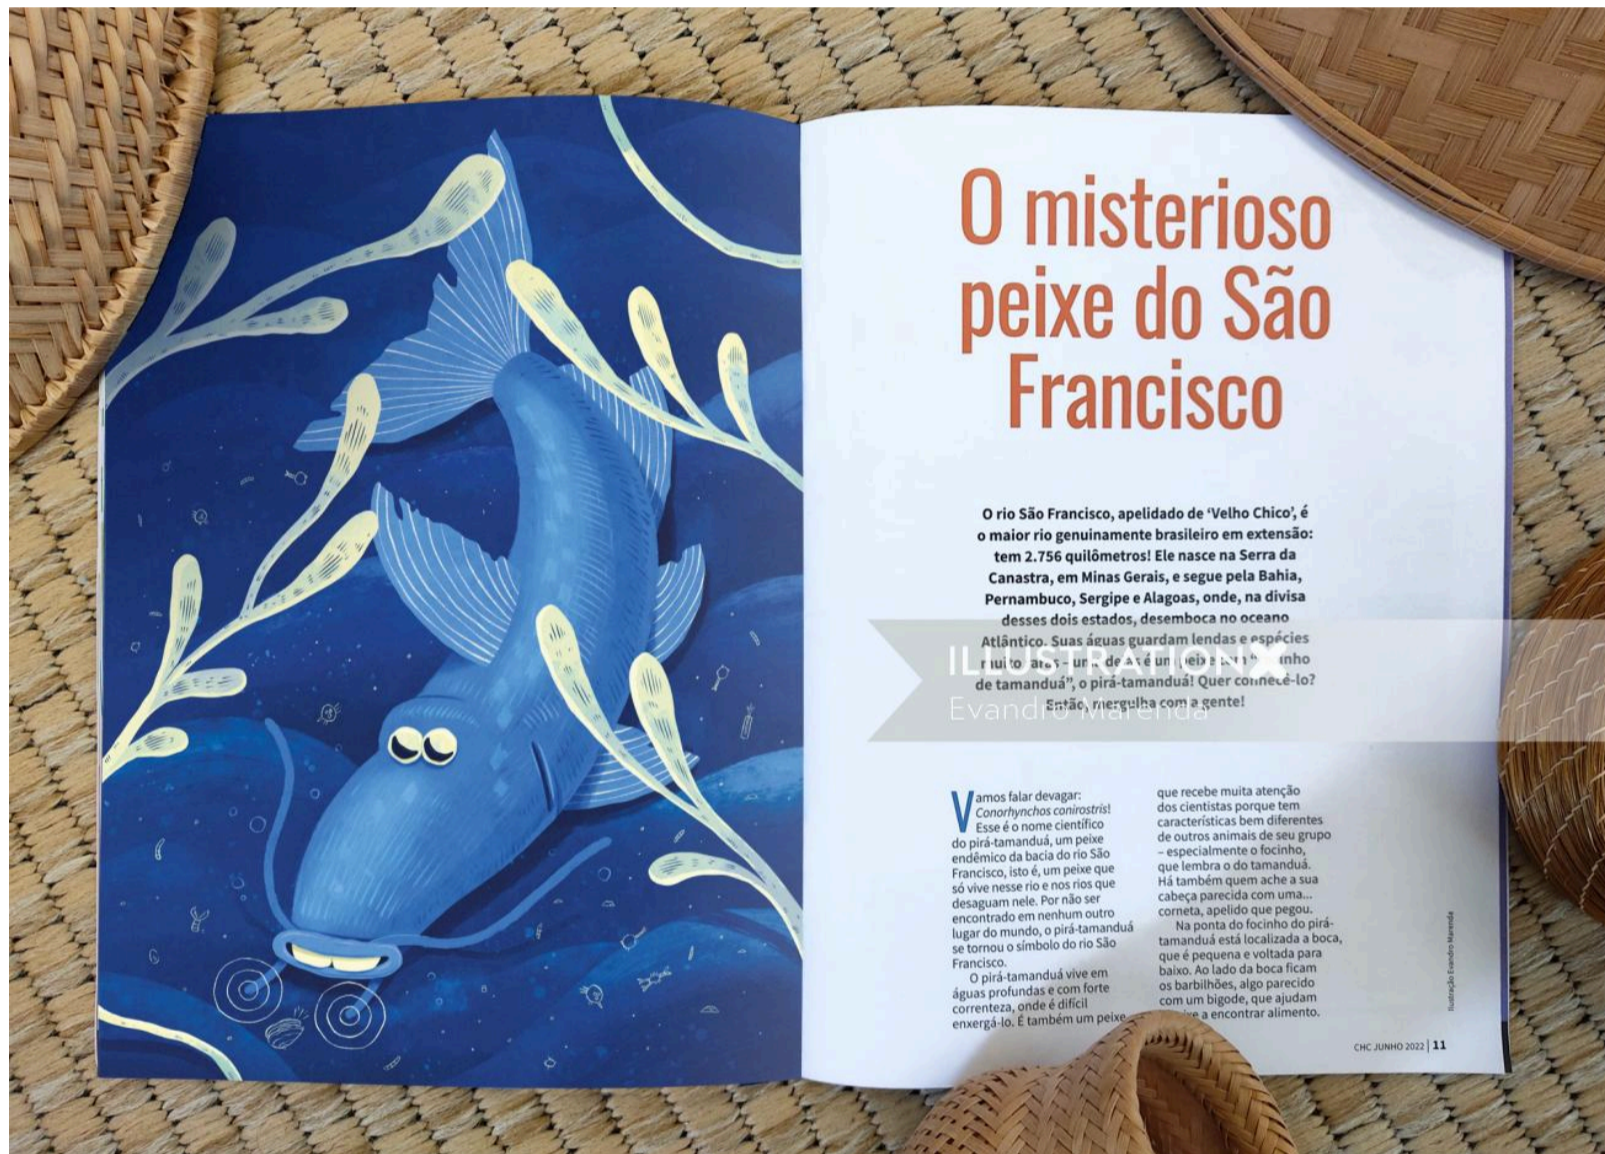 O misterioso
peixe do São
Francisco
O rio São Francisco, apelidado de ‘Velho Chico’, é
o maior rio genuinamente brasileiro em extensão:
tem 2.756 quilômetros! Ele nasce na Serra da
Canastra, em Minas Gerais, e segue pela Bahia,
Pernambuco, Sergipe e Alagoas, onde, na divisa
desses dois estados, desemboca no oceano
Atlântico. Suas águas guardam lendas e espécies
muito raras – uma delas é um peixe
de tamanduá”, o pirá-tamanduá! Quer conhecê-lo?
Então, mergulha com a gente!
ILLUSTRATIONX
Evandro Marenda
Vamos falar devagar:
Conorhynchos conirostris!
Esse é o nome científico
do pirá-tamanduá, um peixe
endêmico da bacia do rio São
Francisco, isto é, um peixe que
só vive nesse rio e nos rios que
desaguam nele. Por não ser
encontrado em nenhum outro
lugar do mundo, o pirá-tamanduá
se tornou o símbolo do rio São
Francisco.
O pirá-tamanduá vive em
águas profundas e com forte
correnteza, onde é difícil
enxergá-lo. É também um peixe
que recebe muita atenção
dos cientistas porque tem
características bem diferentes
de outros animais de seu grupo
– especialmente o focinho,
que lembra o do tamanduá.
Há também quem ache a sua
cabeça parecida com uma...
corneta, apelido que pegou.
Na ponta do focinho do pirá-
tamanduá está localizada a boca,
que é pequena e voltada para
baixo. Ao lado da boca ficam
os barbilhões, algo parecido
com um bigode, que ajudam
a encontrar alimento.
Ilustração Evandro Marenda
CHC JUNHO 2022 | 11